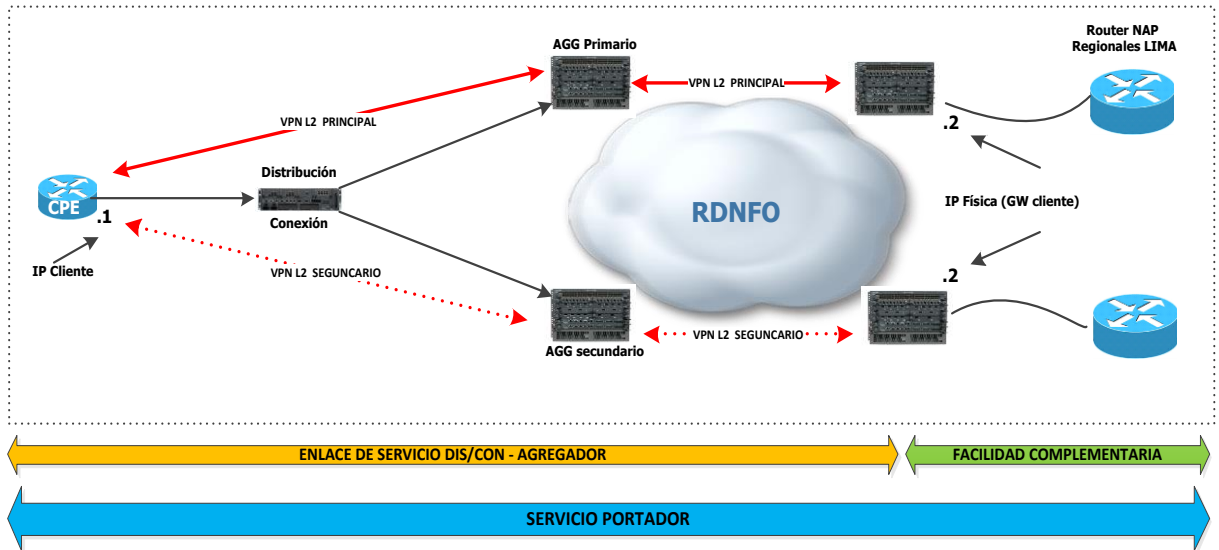 AGG Primario
Router NAP
Regionales LIMA
VPN L2 PRINCIPAL
.2
VPN L2 PRINCIPAL
Distribución
CPE
.1
Conexión
RDNFO
IP Física (GW cliente)
IP Cliente
VPN L2 SEGUNCARIO
.2
VPN L2 SEGUNCARIO
AGG secundario
ENLACE DE SERVICIO DIS/CON - AGREGADOR
FACILIDAD COMPLEMENTARIA
SERVICIO PORTADOR